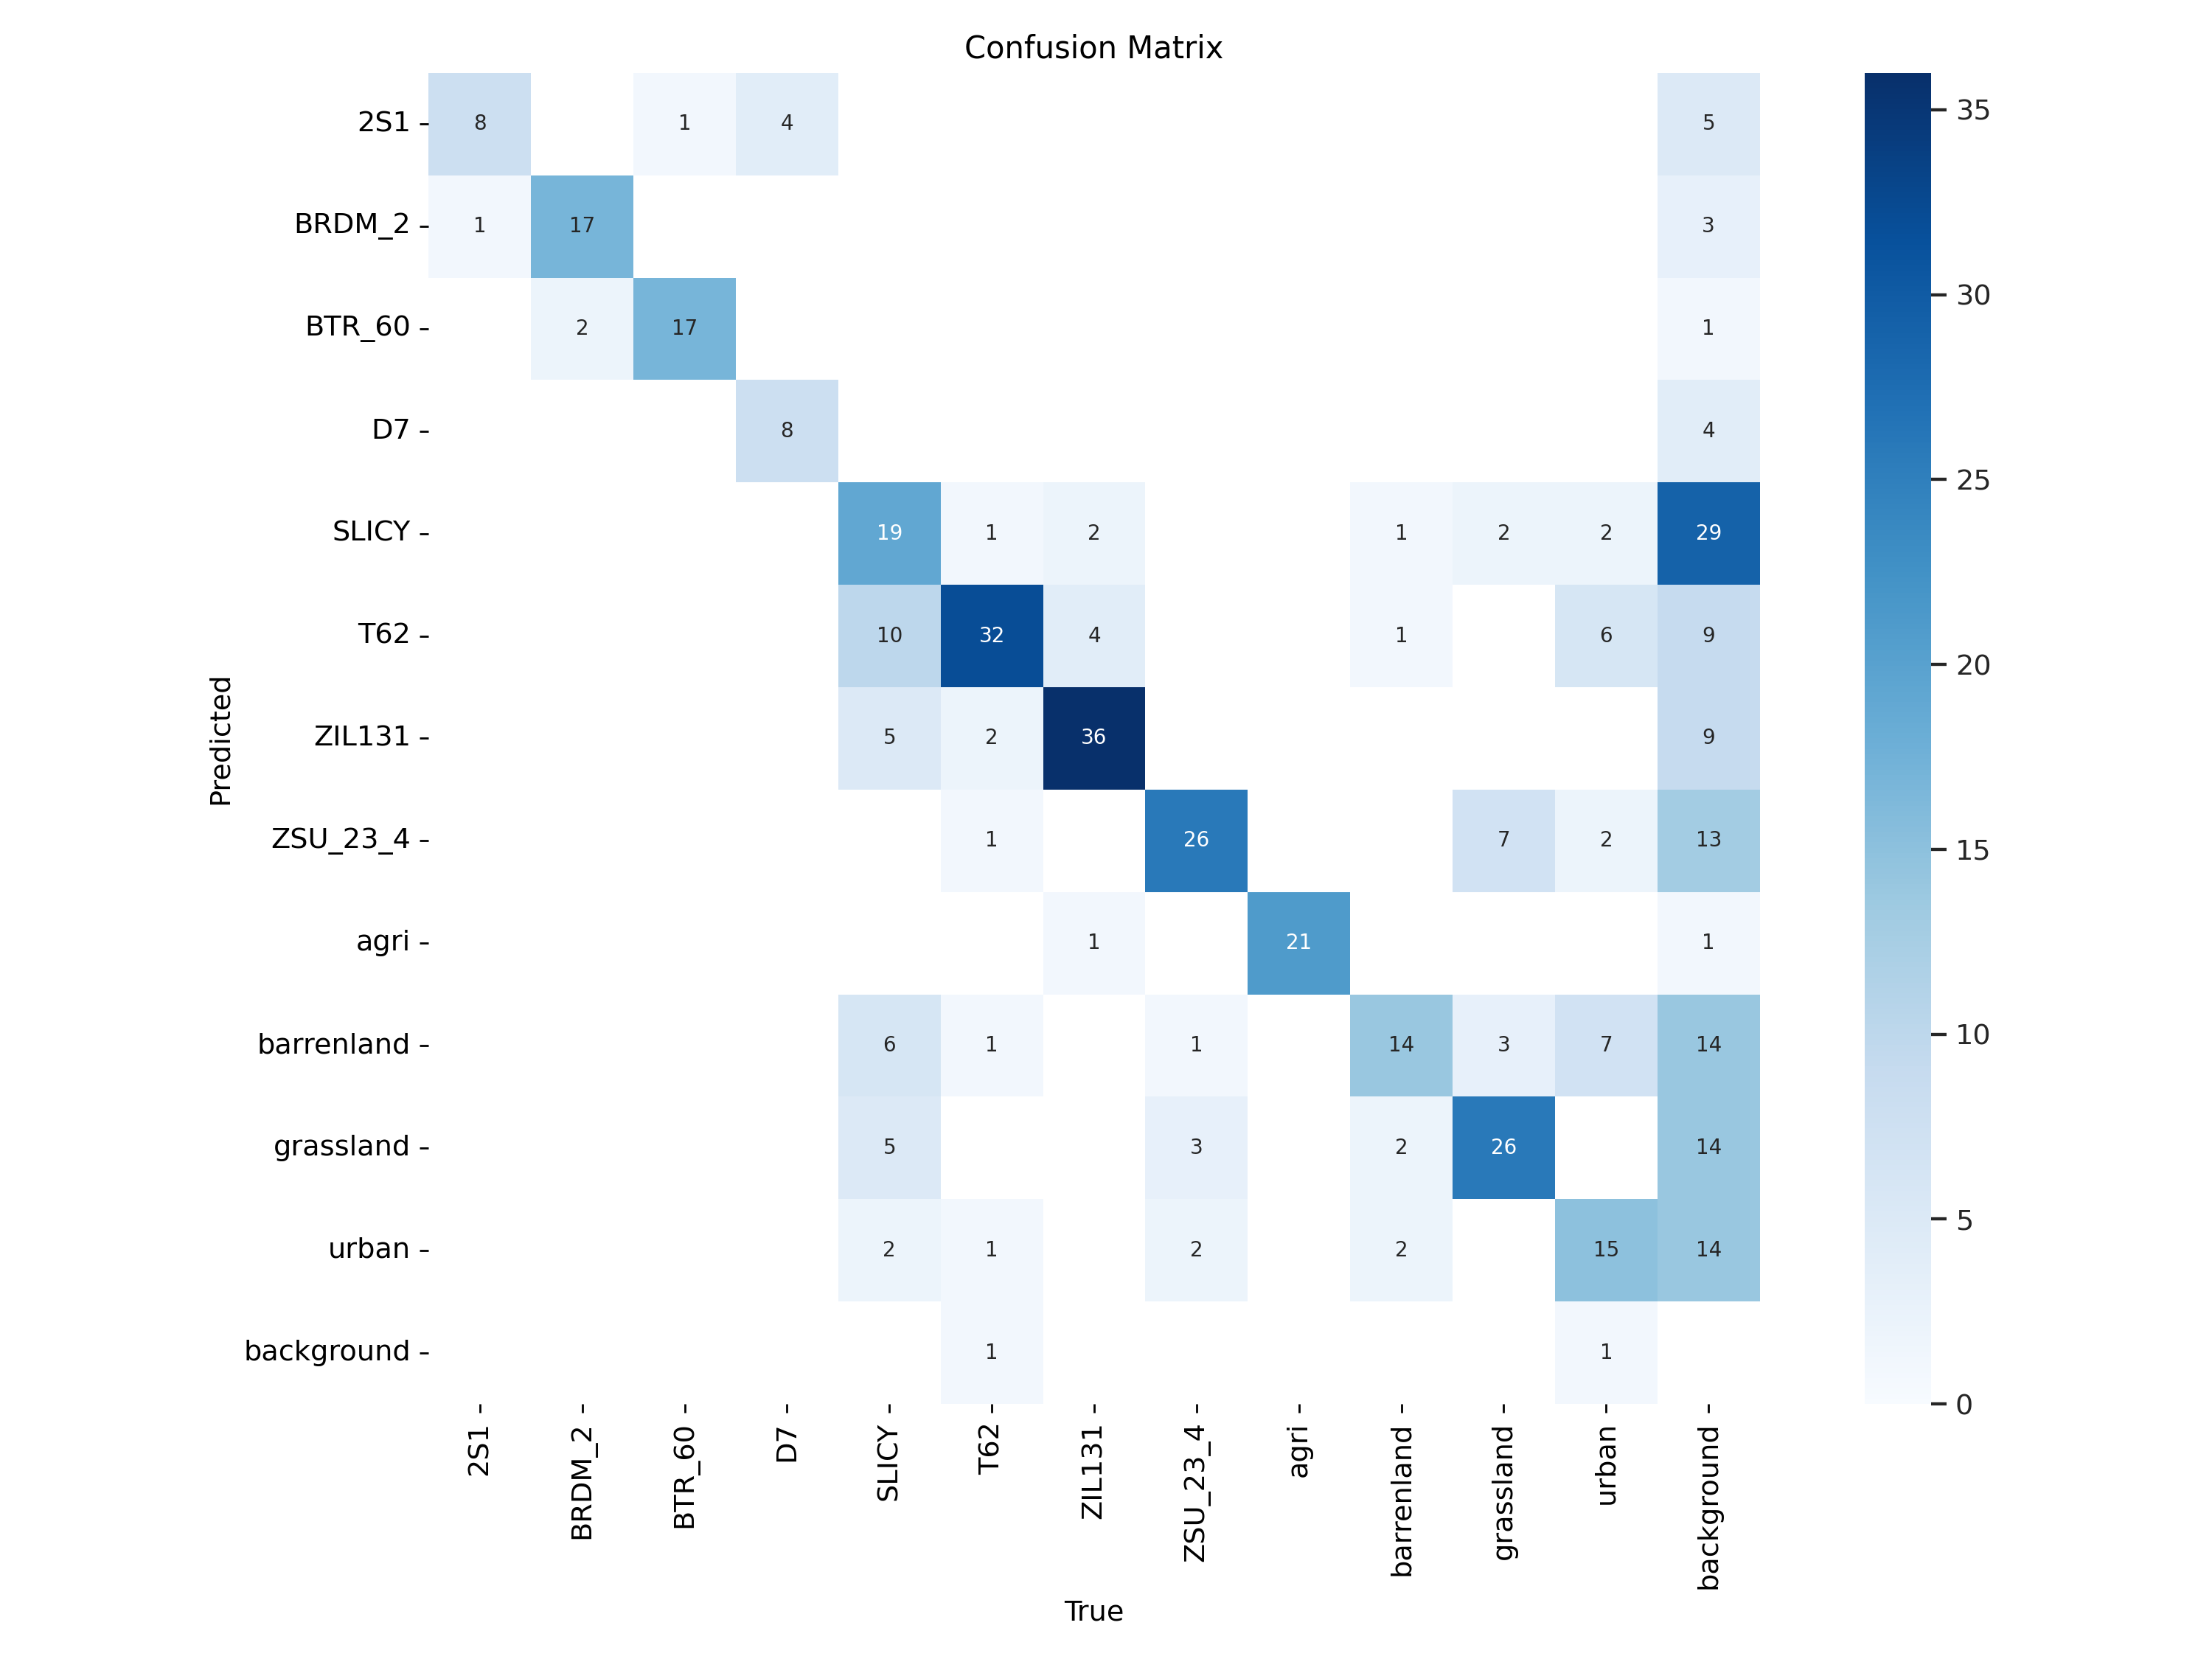 Confusion Matrix
2S1 8 1 4 5
BRDM_2 1 17 3
BTR_60 2 17 1
D7 8 4
SLICY 19 1 2 1 2 2 29
T62 10 32 4 1 6 9
ZIL131 5 2 36 9
ZSU_23_4 1 26 7 2 13
agri 1 21 1
barrenland 6 1 1 14 3 7 14
grassland 5 3 2 26 14
urban 2 1 2 2 15 14
background 1 1
Predicted
2S1 BRDM_2 BTR_60 D7 SLICY T62 ZIL131 ZSU_23_4 agri barrenland grassland urban background
True
35
30
25
20
15
10
5
0